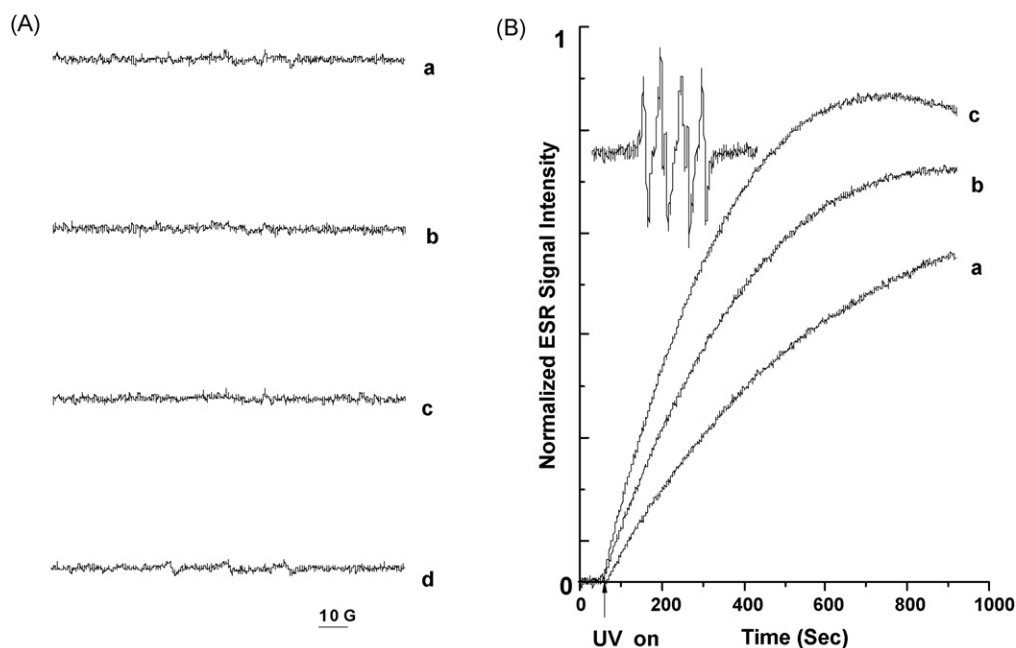 (A)
a
b
c
d
10 G
(B)
1
Normalized ESR Signal Intensity
c
b
a
0
0 200 400 600 800 1000
UV on Time (Sec)